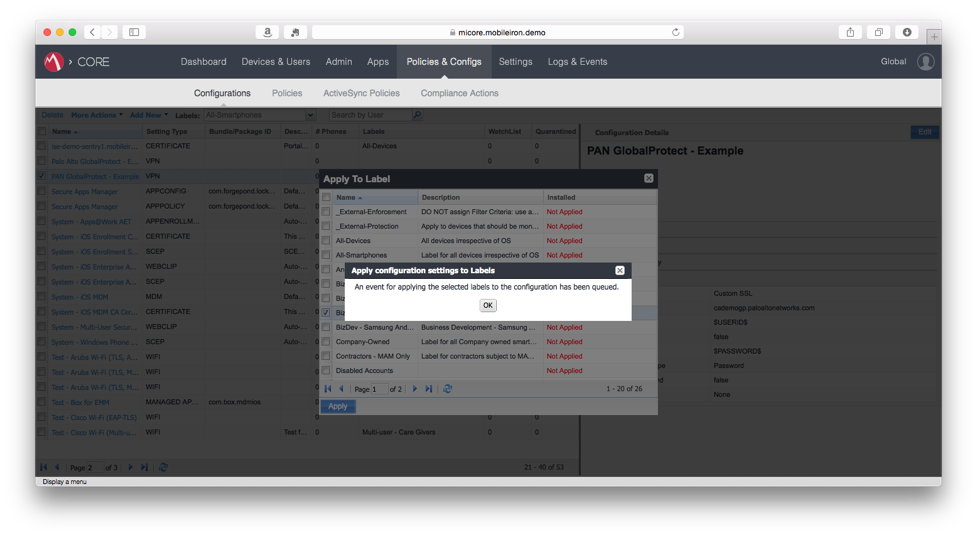 micore.mobileiron.demo
CORE
Dashboard Devices & Users Admin Apps Policies & Configs Settings Logs & Events Global
Configurations Policies ActiveSync Policies Compliance Actions
Delete More Actions Add New Labels: All-Smartphones Search by User
Name Setting Type Bundle/Package ID Desc... # Phones Labels WatchList Quarantined
CERTIFICATE Portal... 0 All-Devices 0 0
Palo Alto GlobalProtect - E... VPN 0 0 0
PAN GlobalProtect - Example VPN
Secure Apps Manager APPCONFIG com.forgepond.lock... Defa...
Secure Apps Manager APPPOLICY com.forgepond.lock... Defa...
System - Apps@Work AET APPENROLLM... Auto-...
System - iOS Enrollment C... CERTIFICATE This ...
System - iOS Enrollment S... SCEP SCE...
System - iOS Enterprise A... WEBCLIP Auto-...
System - iOS Enterprise A... SCEP Auto-...
System - iOS MDM MDM Defa...
System - iOS MDM CA Cer... CERTIFICATE This ...
System - Multi-User Secu... WEBCLIP Auto-...
System - Windows Phone ... SCEP Auto-...
Test - Aruba Wi-Fi (TLS, A... WIFI
Test - Aruba Wi-Fi (TLS, M... WIFI
Test - Aruba Wi-Fi (TLS, M... WIFI
Test - Box for EMM MANAGED AP... com.box.mdmios
Test - Cisco Wi-Fi (EAP-TLS) WIFI 0 0 0
Test - Cisco Wi-Fi (Multi-u... WIFI Test f... 0 Multi-user - Care Givers 0 0
Page 2 of 3 21 - 40 of 53
Display a menu
Configuration Details Edit
PAN GlobalProtect - Example
Custom SSL
cademogp.paloaltonetworks.com
$USERID$
false
$PASSWORD$
Password
false
None
Apply To Label
Name Description Installed
_External-Enforcement DO NOT assign Filter Criteria: use a... Not Applied
_External-Protection Apply to devices that should be mon... Not Applied
All-Devices All devices irrespective of OS Not Applied
All-Smartphones Label for all devices irrespective of OS Not Applied
Apply configuration settings to Labels
An event for applying the selected labels to the configuration has been queued.
OK
BizDev - Samsung And... Business Development - Samsung ... Not Applied
Company-Owned Label for all Company owned smart... Not Applied
Contractors - MAM Only Label for contractors subject to MA... Not Applied
Disabled Accounts Not Applied
Page 1 of 2 1 - 20 of 26
Apply